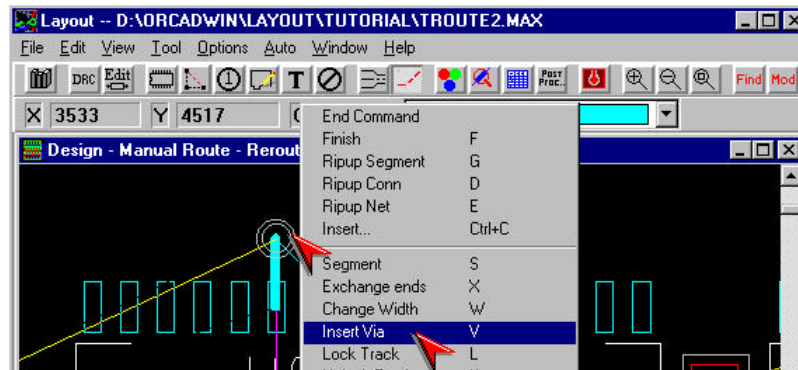 Layout -- D:\ORCADWIN\LAYOUT\TUTORIAL\TROUTE2.MAX
File Edit View Tool Options Auto Window Help
DRC Edit 1 T POST PROC. Find Mod
X 3533 Y 4517
Design - Manual Route - Rerout
End Command
Finish F
Ripup Segment G
Ripup Conn D
Ripup Net E
Insert... Ctrl+C
Segment S
Exchange ends X
Change Width W
Insert Via V
Lock Track L